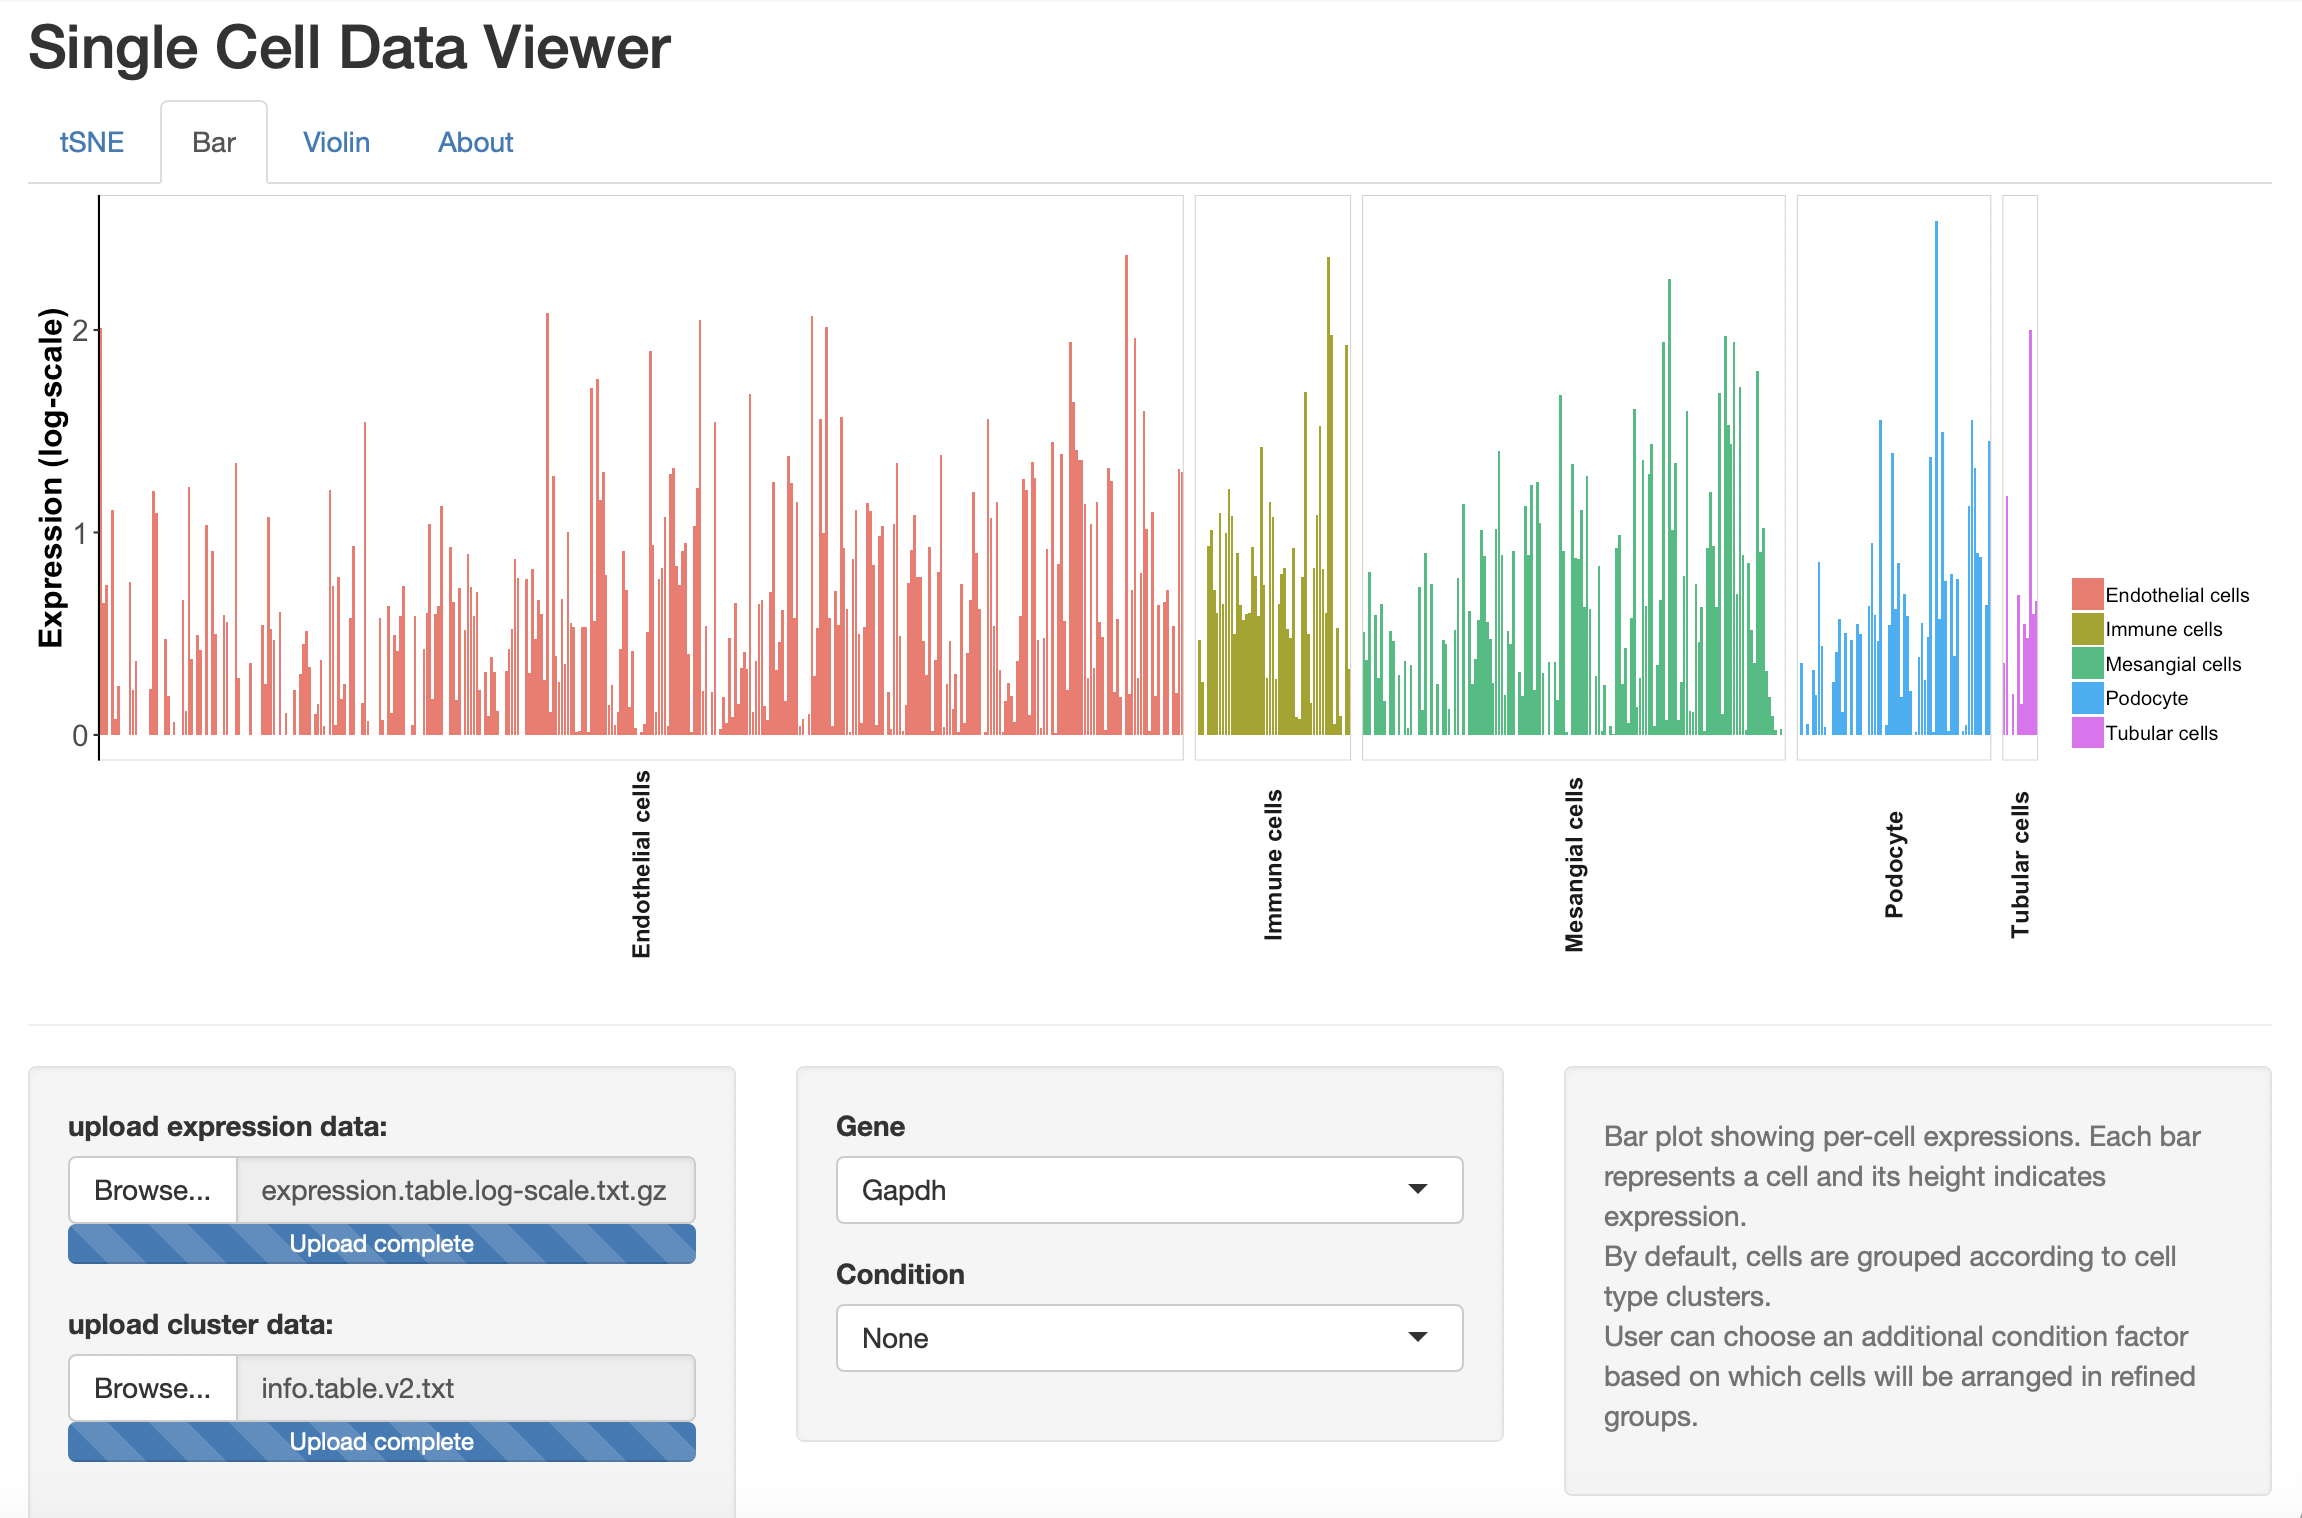 Single Cell Data Viewer
tSNE
Bar
Violin
About
Expression (log-scale)
2
1
0
Endothelial cells
Immune cells
Mesangial cells
Podocyte
Tubular cells
Endothelial cells
Immune cells
Mesangial cells
Podocyte
Tubular cells
upload expression data:
Browse...
expression.table.log-scale.txt.gz
Upload complete
upload cluster data:
Browse...
info.table.v2.txt
Upload complete
Gene
Gapdh
Condition
None
Bar plot showing per-cell expressions. Each bar
represents a cell and its height indicates
expression.
By default, cells are grouped according to cell
type clusters.
User can choose an additional condition factor
based on which cells will be arranged in refined
groups.